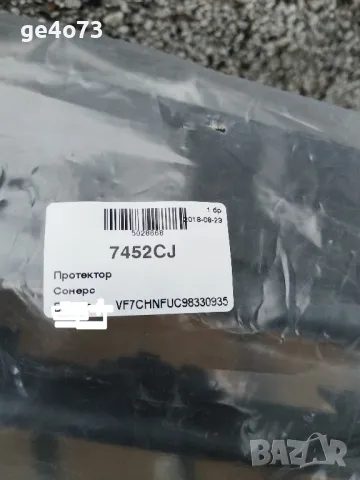 ge4o73
1 бр
2018-08-23
5028668
7452CJ
Протектор
Сонерс
VF7CHNFUC98330935
BAZAR